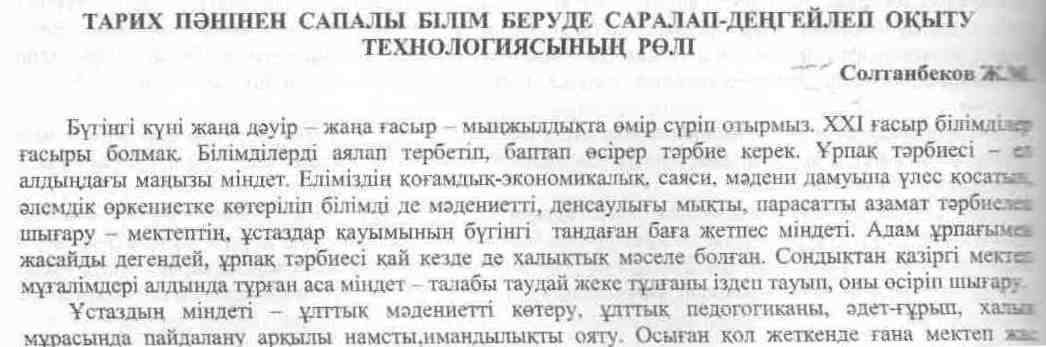 ТАРИХ ПӘНІНЕН САПАЛЫ БІЛІМ БЕРУДЕ САРАЛАП-ДЕҢГЕЙЛЕП ОҚЫТУ
ТЕХНОЛОГИЯСЫНЫҢ РӨЛІ
Солтанбеков Ж.М.
Бүгінгі күні жаңа дәуір – жаңа ғасыр – мыңжылдықта өмір сүріп отырмыз. XXI ғасыр білімділер
ғасыры болмақ. Білімділерді аялап тербетіп, баптап өсірер тәрбие керек. Ұрпақ тәрбиесі – ел
алдыңдағы маңызы міндет. Еліміздің қоғамдық-экономикалық, саяси, мәдени дамуына үлес қосатын,
әлемдік өркениетке көтеріліп білімді де мәдениетті, денсаулығы мықты, парасатты азамат тәрбиелеп
шығару – мектептің, ұстаздар қауымының бүгінгі тандаған баға жетпес міндеті. Адам ұрпағымен
жасайды дегендей, ұрпақ тәрбиесі қай кезде де халықтық мәселе болған. Сондықтан қазіргі мектеп
мұғалімдері алдында тұрған аса міндет – талабы таудай жеке тұлғаны іздеп тауып, оны өсіріп шығару.
Ұстаздың міндеті – ұлттық мәдениетті көтеру, ұлттық педогогиканы, әдет-ғұрып, халық
мұрасында пайдалану арқылы намсты,имандылықты ояту. Осыған қол жеткенде ғана мектеп жас